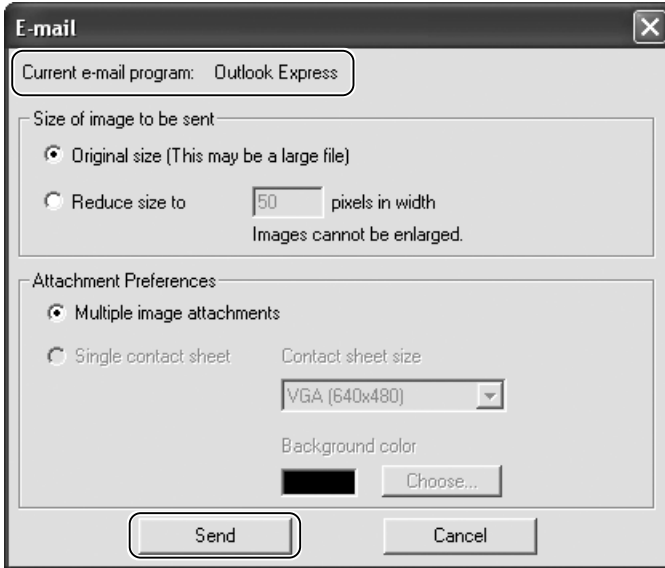 E-mail
Current e-mail program: Outlook Express
Size of image to be sent
Original size (This may be a large file)
Reduce size to 50 pixels in width
Images cannot be enlarged.
Attachment Preferences
Multiple image attachments
Single contact sheet Contact sheet size
VGA (640x480)
Background color
Choose...
Send Cancel